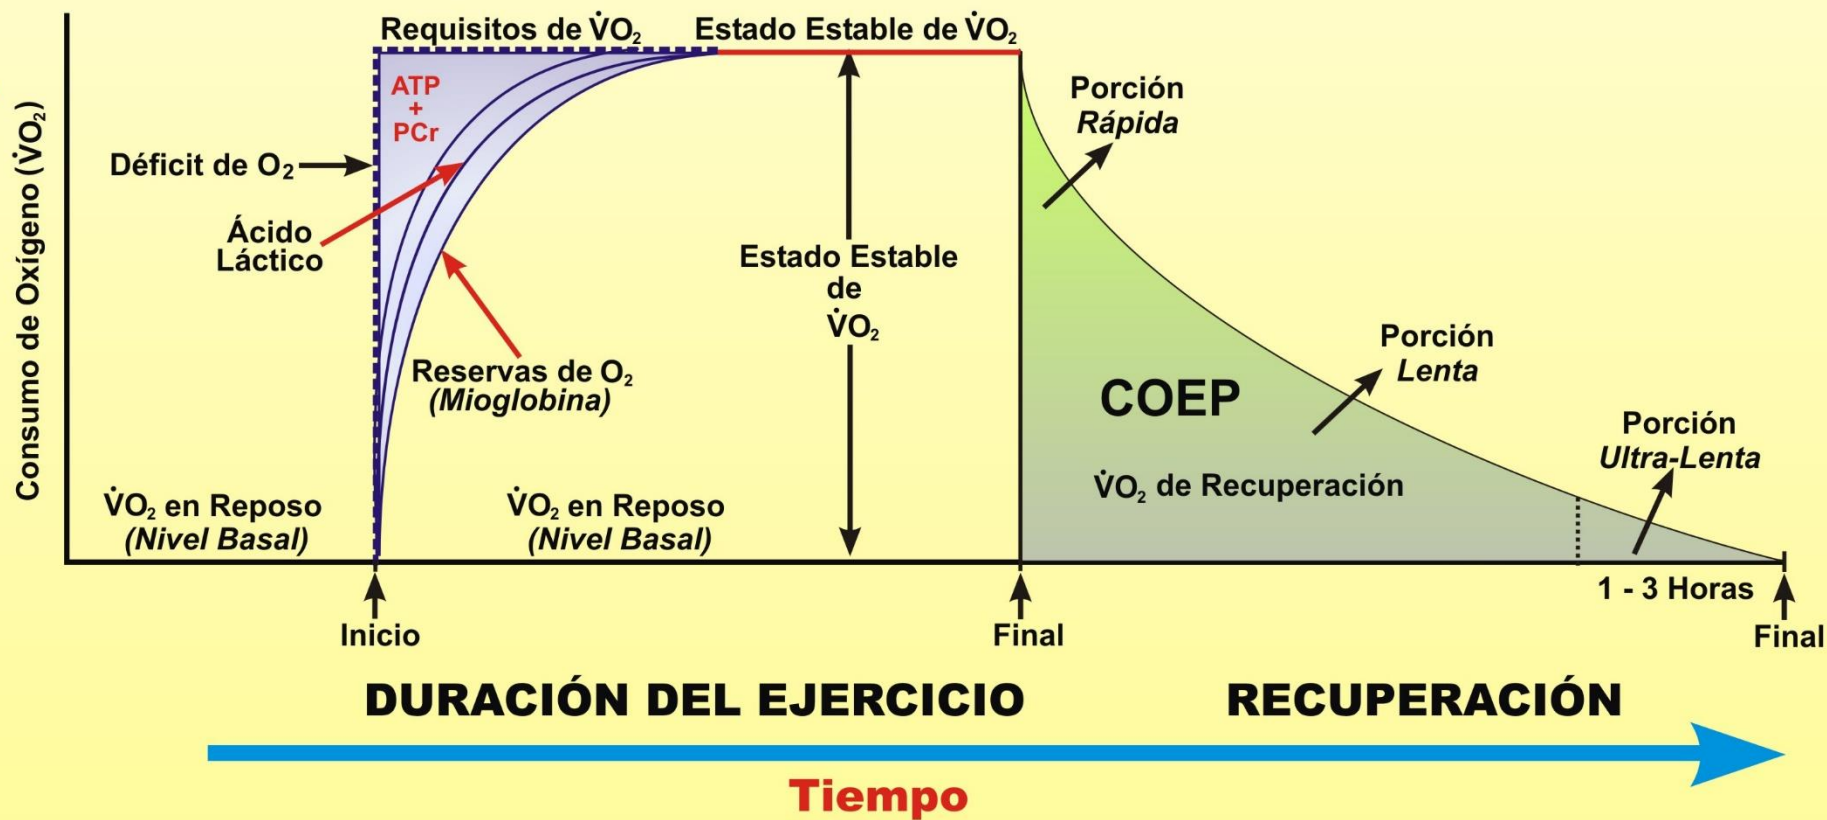 Requisitos de V̇O₂
Estado Estable de V̇O₂
ATP
+
PCr
Porción
Rápida
Consumo de Oxígeno (V̇O₂)
Déficit de O₂
Ácido
Láctico
Estado Estable
de
V̇O₂
Reservas de O₂
(Mioglobina)
Porción
Lenta
COEP
Porción
Ultra-Lenta
V̇O₂ de Recuperación
V̇O₂ en Reposo
(Nivel Basal)
V̇O₂ en Reposo
(Nivel Basal)
1 - 3 Horas
Inicio
Final
Final
DURACIÓN DEL EJERCICIO
RECUPERACIÓN
Tiempo